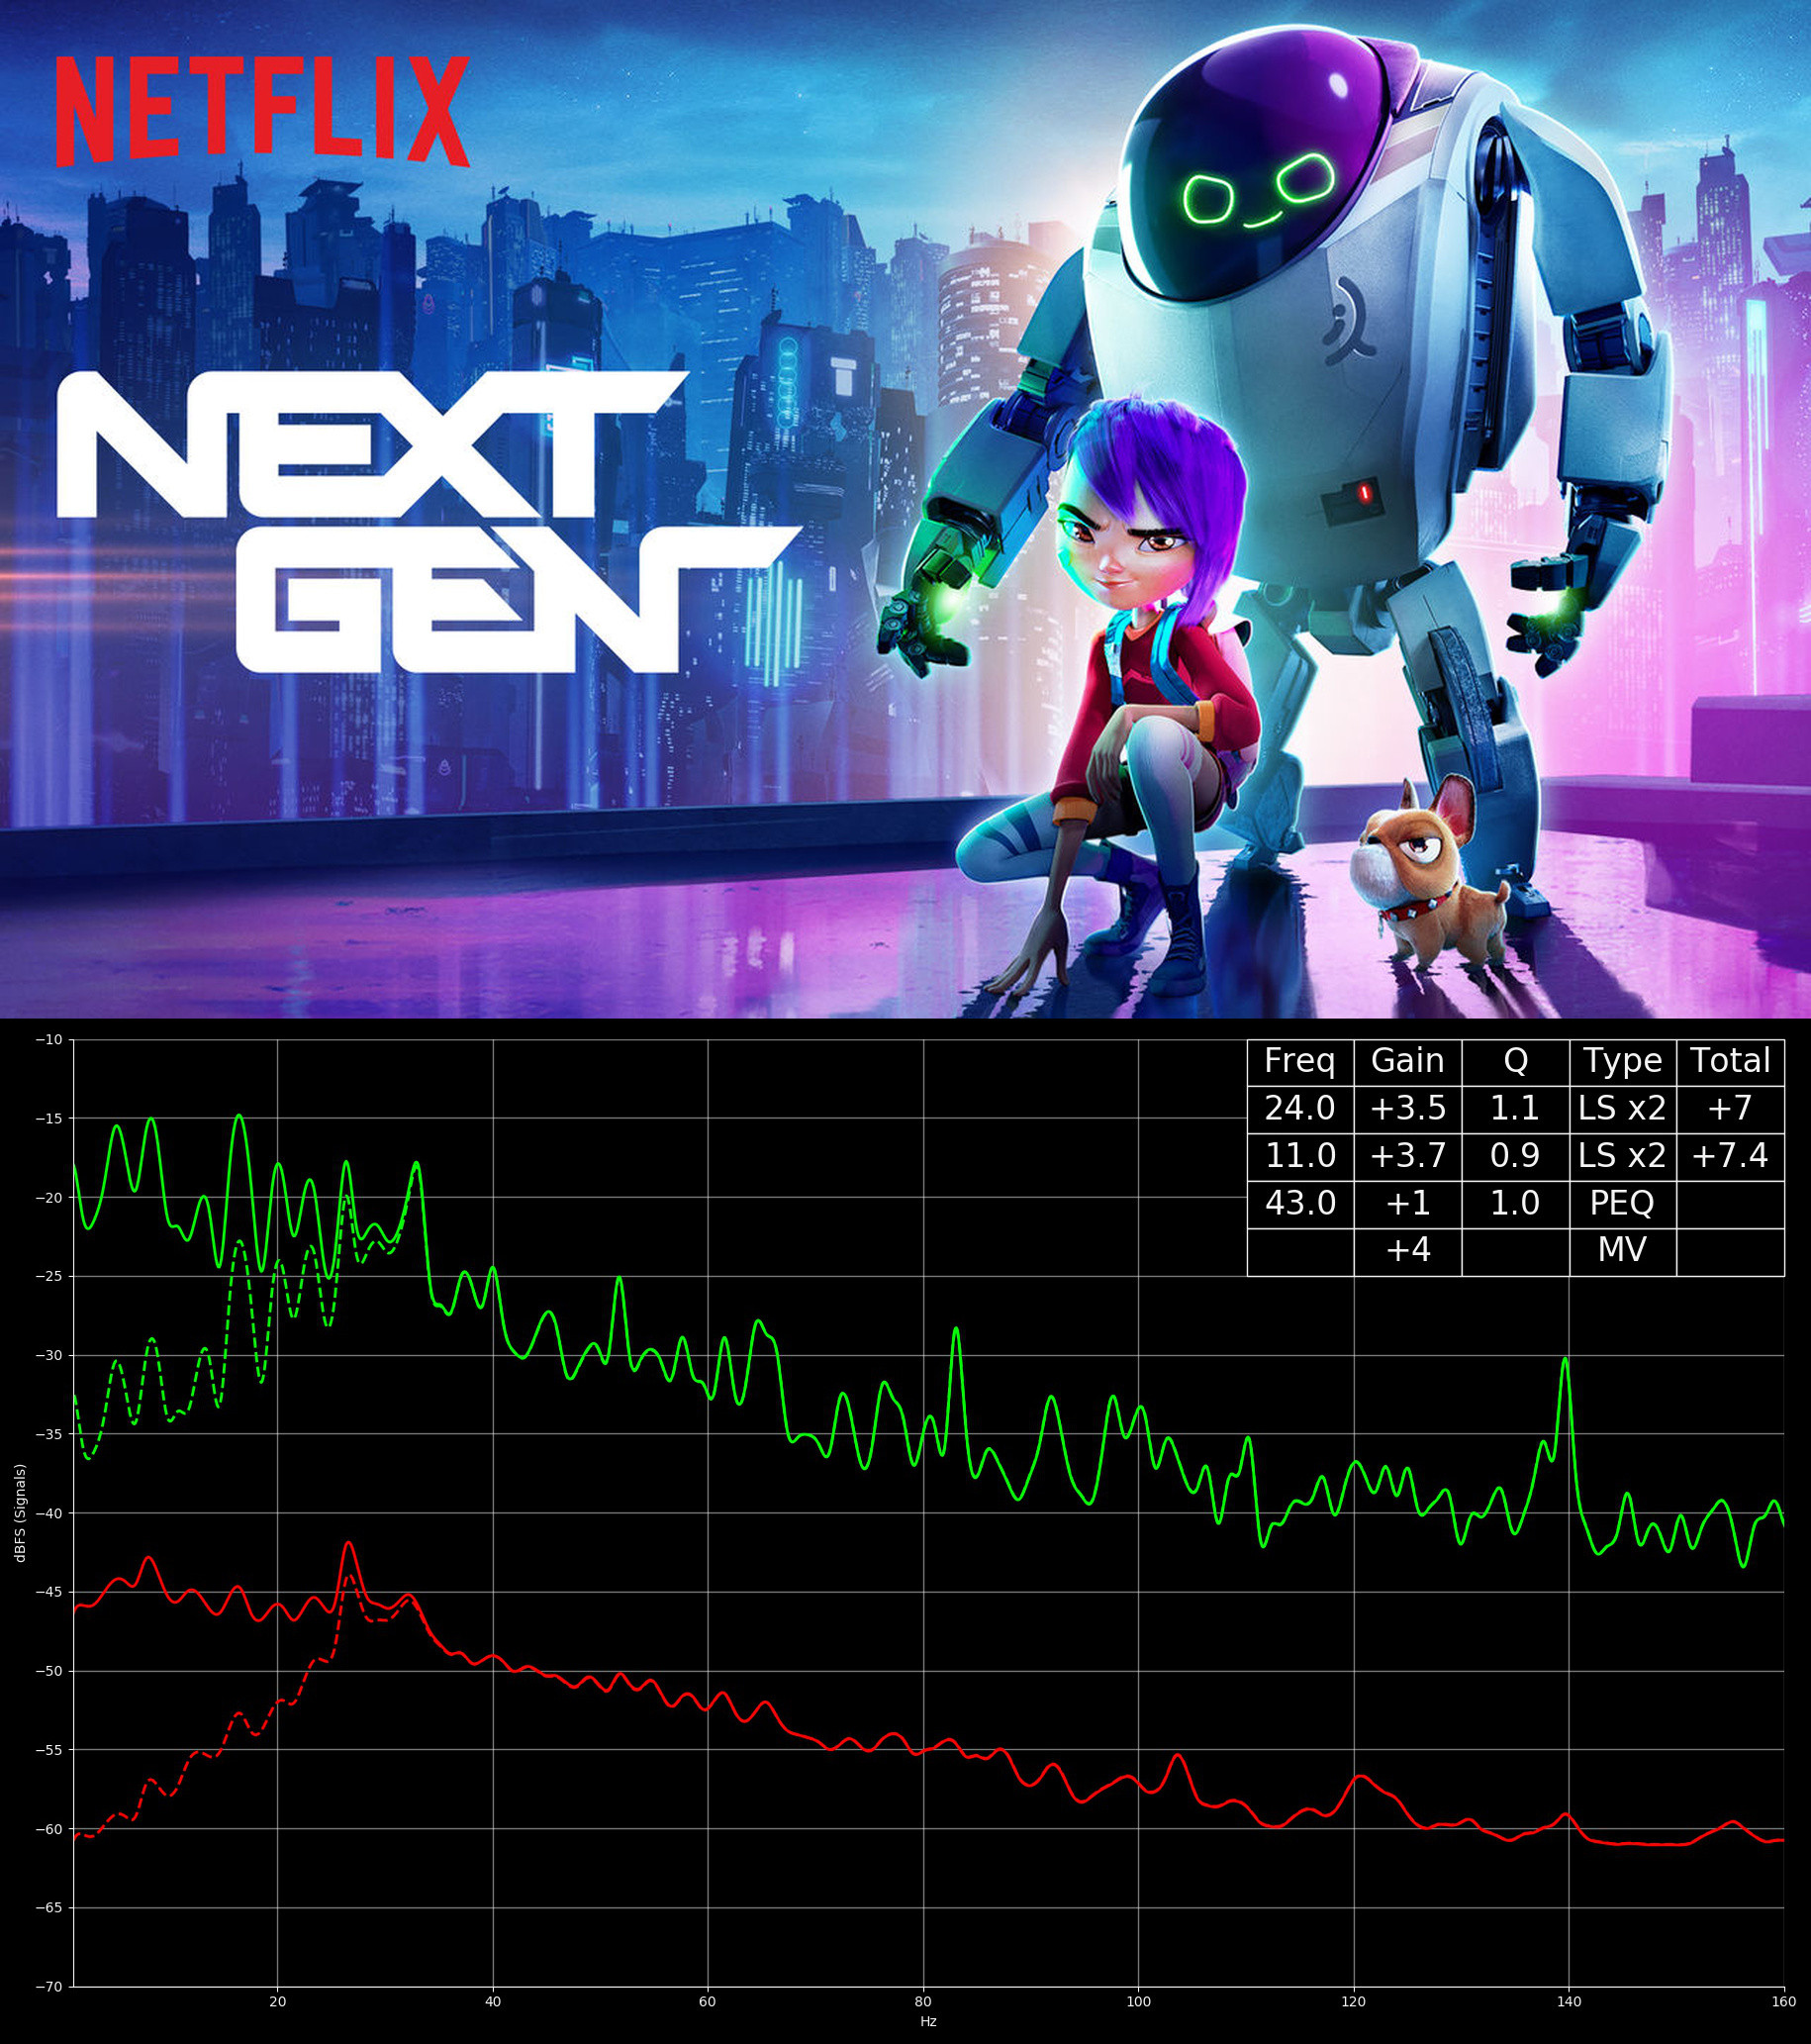 NETFLIX
NEXT
GEN
Freq Gain Q Type Total
24.0 +3.5 1.1 LS x2 +7
11.0 +3.7 0.9 LS x2 +7.4
43.0 +1 1.0 PEQ
+4 MV
−10
−15
−20
−25
−30
−35
−40
−45
−50
−55
−60
−65
−70
dBFS (Signals)
20 40 60 80 100 120 140 160
Hz